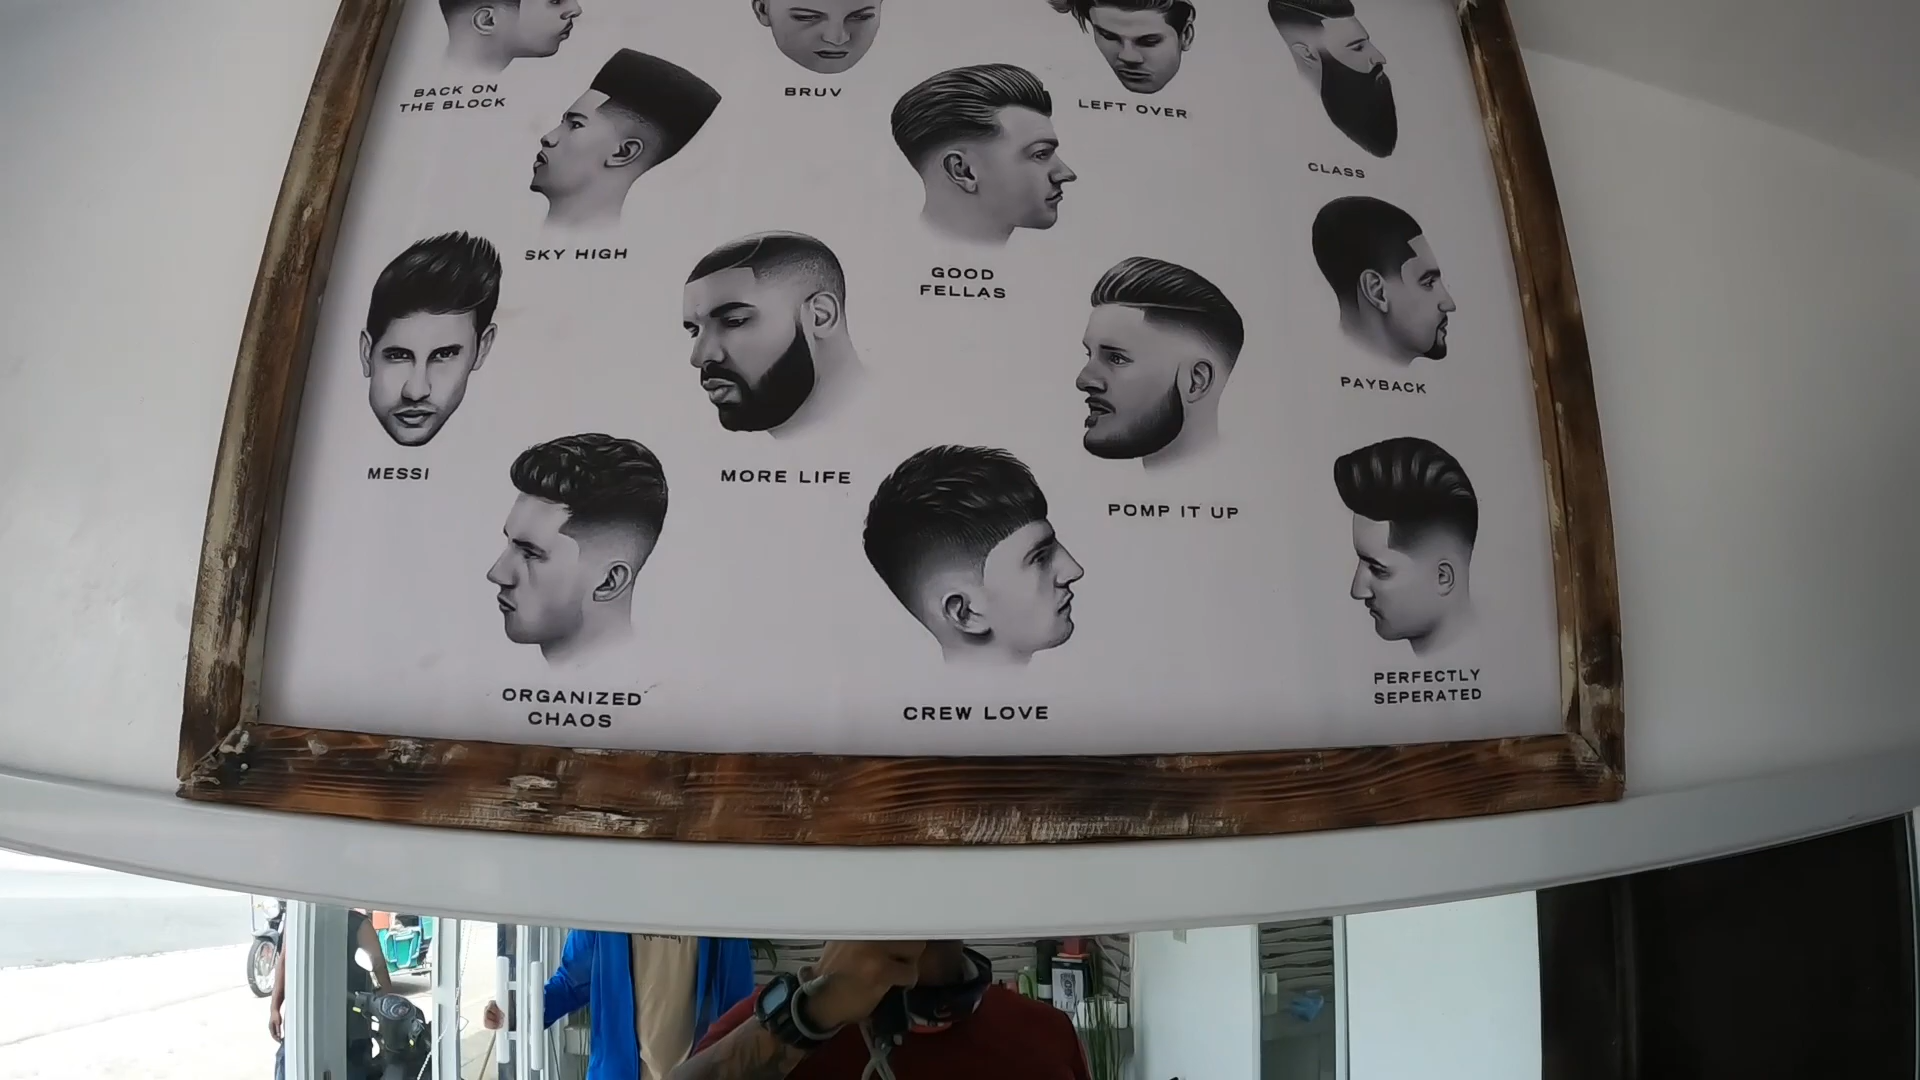 BACK ON
THE BLOCK
BRUV
LEFT OVER
CLASS
SKY HIGH
GOOD
FELLAS
PAYBACK
MESSI
MORE LIFE
POMP IT UP
ORGANIZED
CHAOS
CREW LOVE
PERFECTLY
SEPERATED